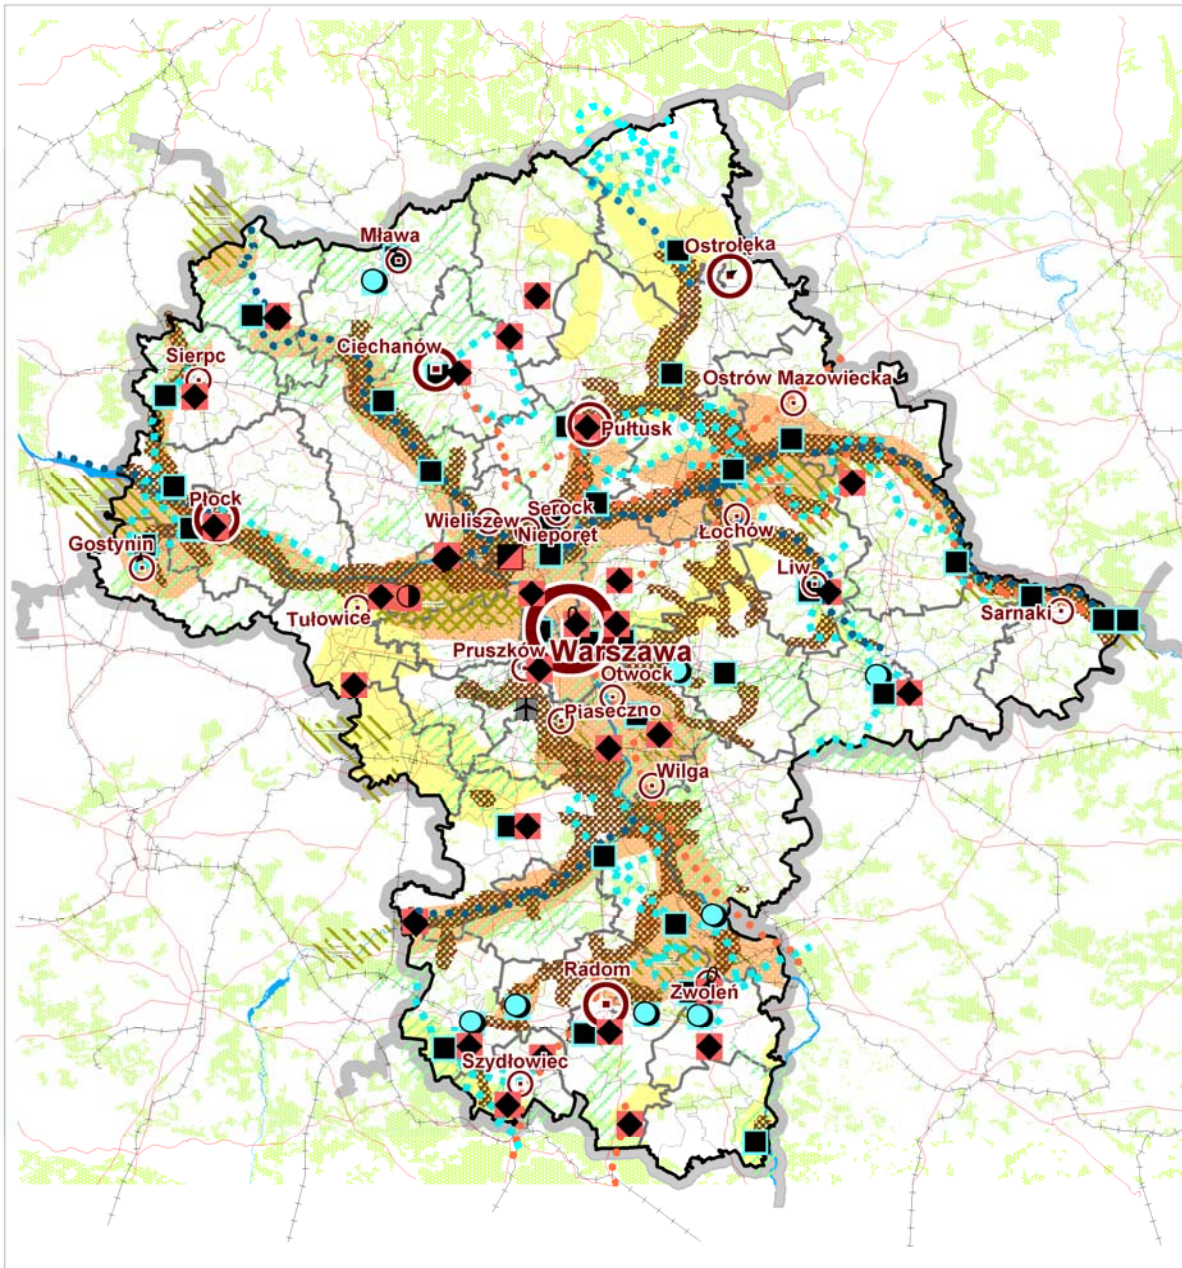 Mława
Ostrołęka
Ciechanów
Sierpc
Ostrów Mazowiecka
Pułtusk
Płock
Serock
Wieliszew
Nieporęt
Łochów
Gostynin
Liw
Tułowice
Sarnaki
Pruszków
Warszawa
Otwock
Piaseczno
Wilga
Radom
Zwoleń
Szydłowiec